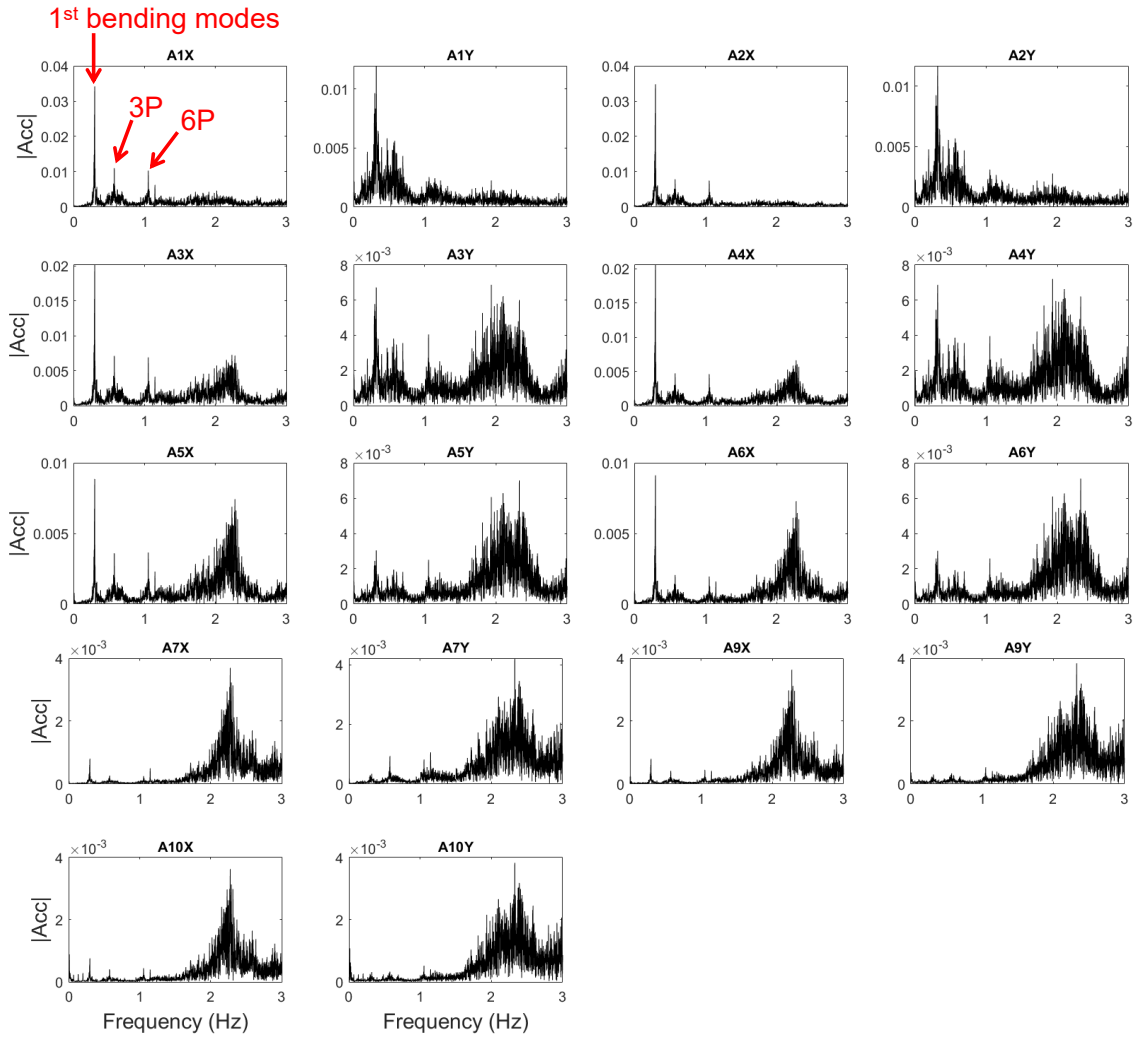 1st bending modes
3P
6P
A1X A1Y A2X A2Y
0.04 0.04
0.03 0.01 0.03 0.01
0.02 0.02
0.005 0.005
0.01 0.01
0 0 0 0
|Acc|
0 1 2 3 0 1 2 3 0 1 2 3 0 1 2 3
A3X A3Y A4X A4Y
×10-3 ×10-3
0.02 8 0.02 8
0.015 6 0.015 6
0.01 4 0.01 4
0.005 2 0.005 2
0 0 0 0
|Acc|
0 1 2 3 0 1 2 3 0 1 2 3 0 1 2 3
A5X A5Y A6X A6Y
×10-3 ×10-3
0.01 8 0.01 8
6 6
0.005 4 0.005 4
2 2
0 0 0 0
|Acc|
0 1 2 3 0 1 2 3 0 1 2 3 0 1 2 3
A7X A7Y A9X A9Y
×10-3 ×10-3 ×10-3 ×10-3
4 4 4 4
2 2 2 2
0 0 0 0
|Acc|
0 1 2 3 0 1 2 3 0 1 2 3 0 1 2 3
A10X A10Y
×10-3 ×10-3
4 4
2 2
0 0
|Acc|
0 1 2 3 0 1 2 3
Frequency (Hz) Frequency (Hz)